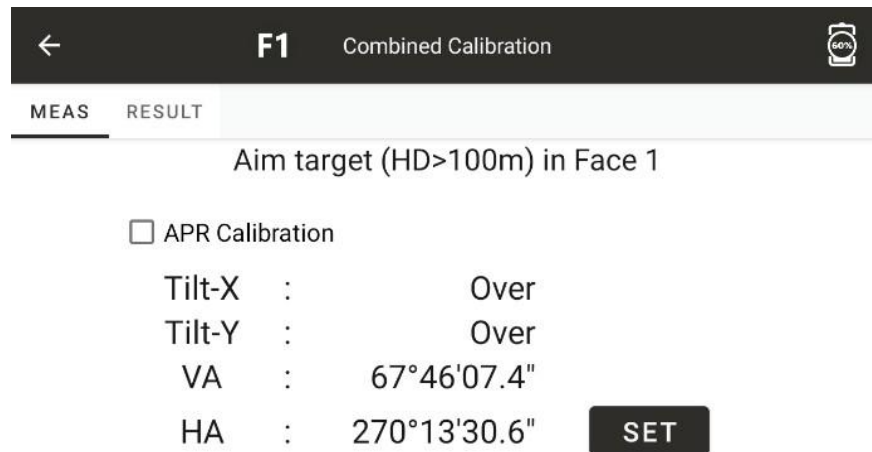 F1 Combined Calibration 60%
MEAS RESULT
Aim target (HD>100m) in Face 1
APR Calibration
Tilt-X : Over
Tilt-Y : Over
VA : 67°46'07.4"
HA : 270°13'30.6" SET